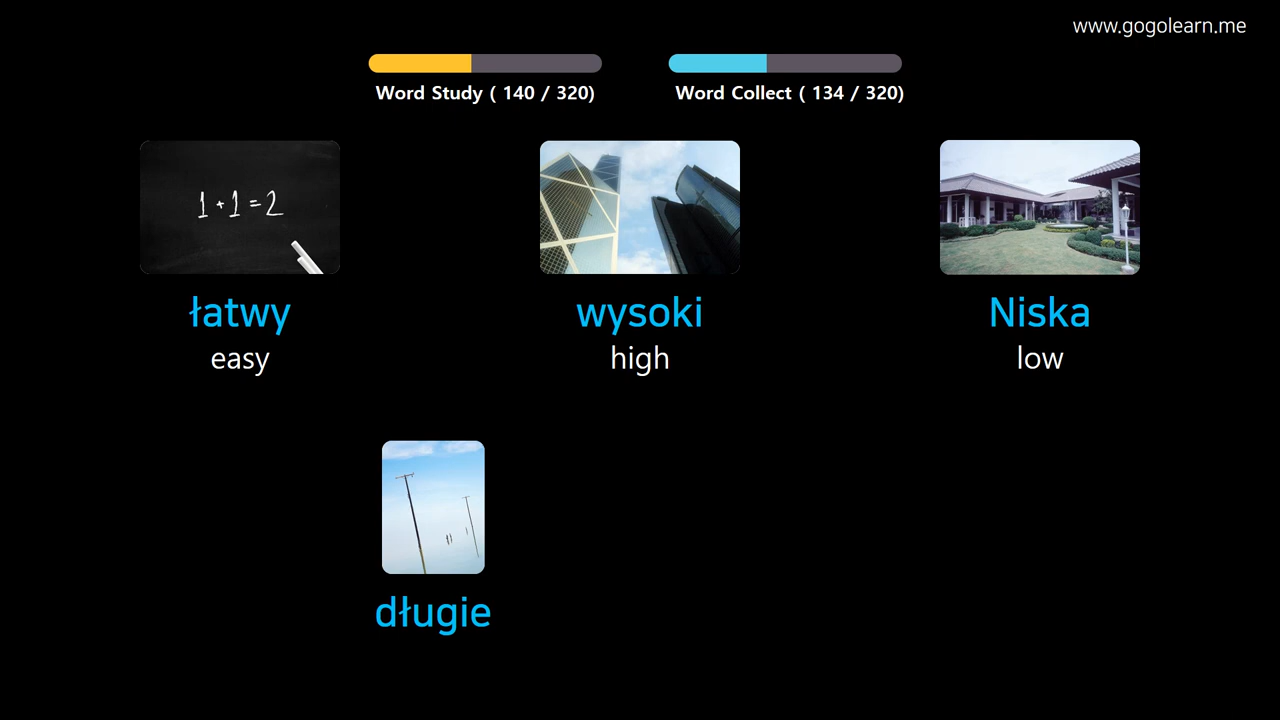 www.gogolearn.me
Word Study ( 140 / 320)
Word Collect ( 134 / 320)
1 + 1 = 2
łatwy
wysoki
Niska
easy
high
low
długie